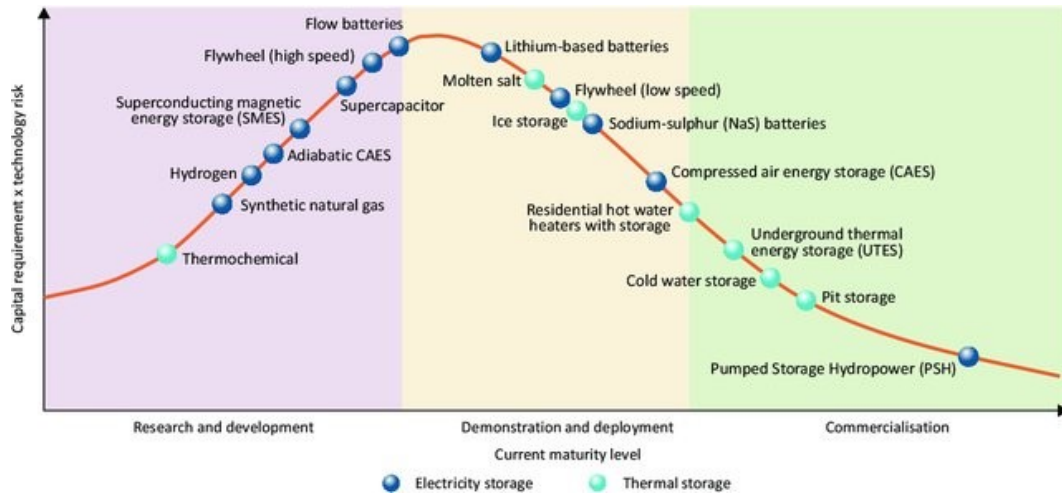 Capital requirement x technology risk
Flow batteries
Flywheel (high speed)
Supercapacitor
Superconducting magnetic
energy storage (SMES)
Adiabatic CAES
Hydrogen
Synthetic natural gas
Thermochemical
Lithium-based batteries
Molten salt
Flywheel (low speed)
Ice storage
Sodium-sulphur (NaS) batteries
Compressed air energy storage (CAES)
Residential hot water
heaters with storage
Underground thermal
energy storage (UTES)
Cold water storage
Pit storage
Pumped Storage Hydropower (PSH)
Research and development
Demonstration and deployment
Commercialisation
Current maturity level
Electricity storage
Thermal storage